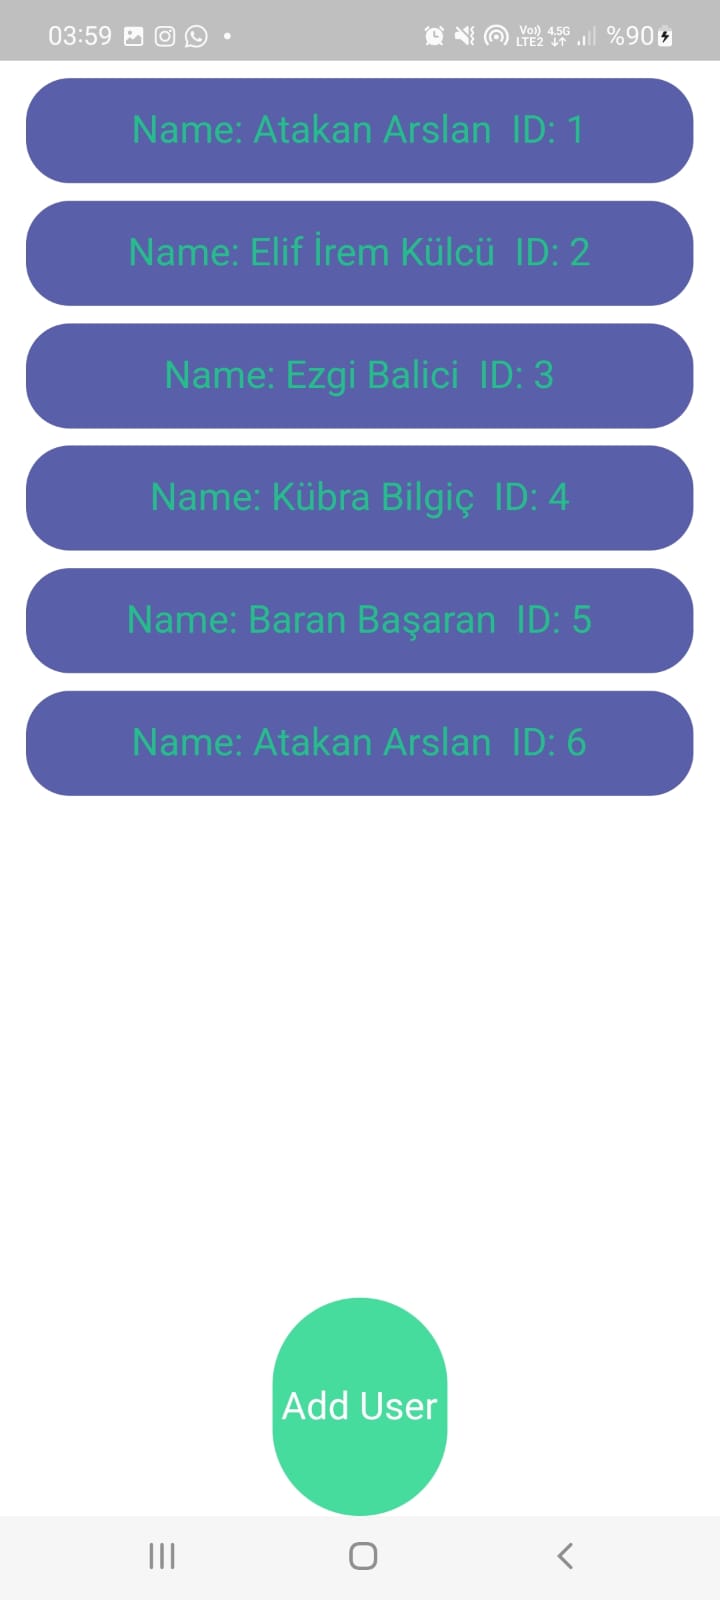 03:59 Vo)) LTE2 4.5G %90
Name: Atakan Arslan ID: 1
Name: Elif İrem Külcü ID: 2
Name: Ezgi Balici ID: 3
Name: Kübra Bilgiç ID: 4
Name: Baran Başaran ID: 5
Name: Atakan Arslan ID: 6
Add User